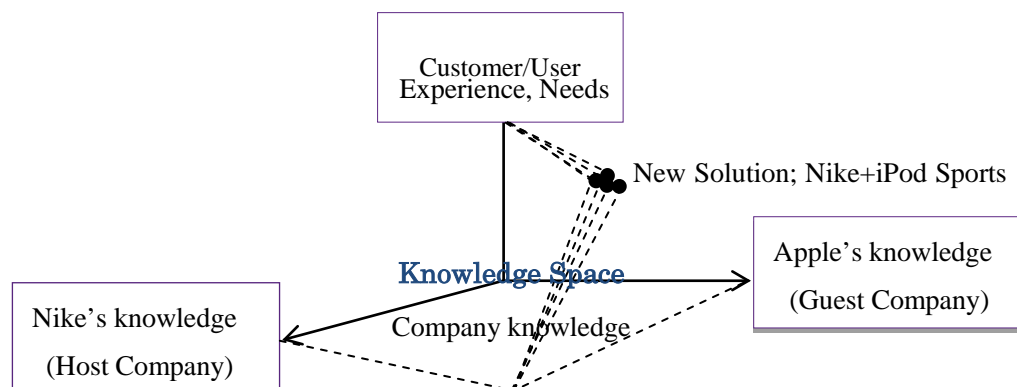 Customer/User
Experience, Needs
New Solution; Nike+iPod Sports
Apple’s knowledge
(Guest Company)
Knowledge Space
Nike’s knowledge
(Host Company)
Company knowledge